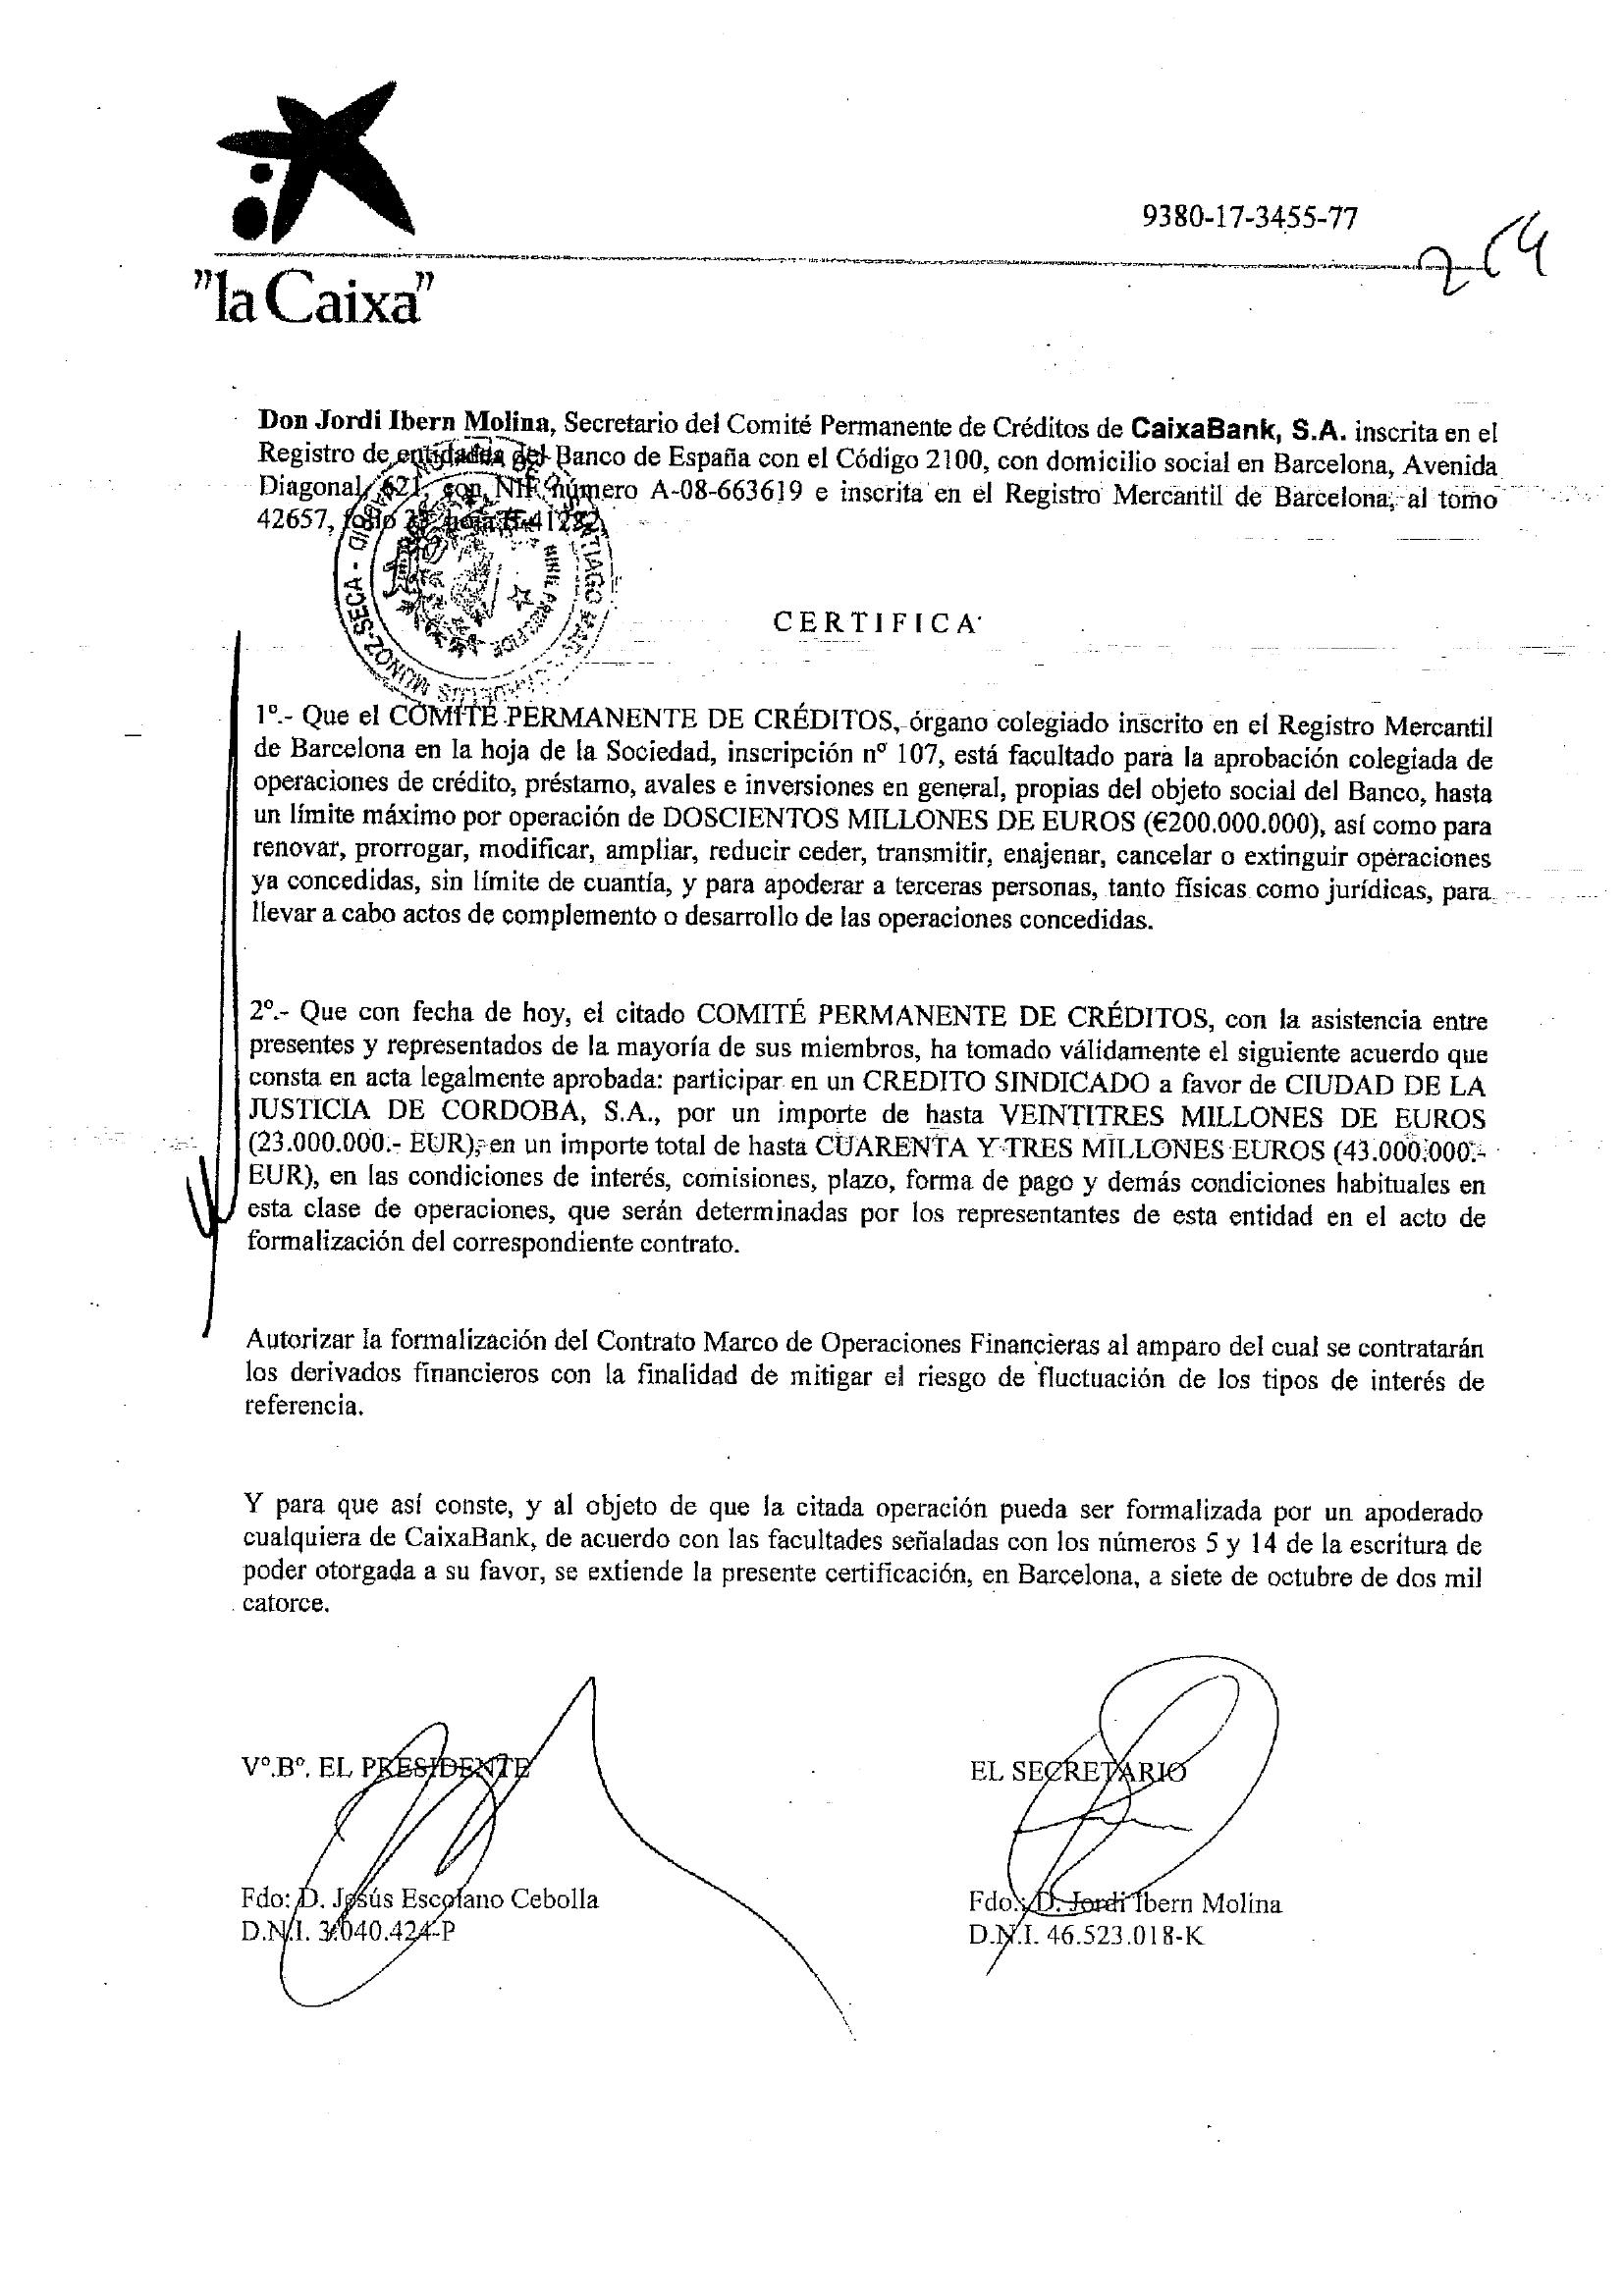 9380-17-3455-77
264
"la Caixa"
Don Jordi Ibern Molina, Secretario del Comité Permanente de Créditos de CaixaBank, S.A. inscrita en el
Registro de entidades del Banco de España con el Código 2100, con domicilio social en Barcelona, Avenida
Diagonal, 621, con NIF número A-08-663619 e inscrita en el Registro Mercantil de Barcelona, al tomo
42657, folio 33, hoja B-41232,
MUÑOZ-SECA
CERTIFICA
1º.- Que el COMITÉ PERMANENTE DE CRÉDITOS, órgano colegiado inscrito en el Registro Mercantil
de Barcelona en la hoja de la Sociedad, inscripción nº 107, está facultado para la aprobación colegiada de
operaciones de crédito, préstamo, avales e inversiones en general, propias del objeto social del Banco, hasta
un límite máximo por operación de DOSCIENTOS MILLONES DE EUROS (€200.000.000), así como para
renovar, prorrogar, modificar, ampliar, reducir ceder, transmitir, enajenar, cancelar o extinguir operaciones
ya concedidas, sin límite de cuantía, y para apoderar a terceras personas, tanto físicas como jurídicas, para
llevar a cabo actos de complemento o desarrollo de las operaciones concedidas.
2º.- Que con fecha de hoy, el citado COMITÉ PERMANENTE DE CRÉDITOS, con la asistencia entre
presentes y representados de la mayoría de sus miembros, ha tomado válidamente el siguiente acuerdo que
consta en acta legalmente aprobada: participar en un CREDITO SINDICADO a favor de CIUDAD DE LA
JUSTICIA DE CORDOBA, S.A., por un importe de hasta VEINTITRES MILLONES DE EUROS
(23.000.000.- EUR), en un importe total de hasta CUARENTA Y TRES MILLONES EUROS (43.000.000.-
EUR), en las condiciones de interés, comisiones, plazo, forma de pago y demás condiciones habituales en
esta clase de operaciones, que serán determinadas por los representantes de esta entidad en el acto de
formalización del correspondiente contrato.
Autorizar la formalización del Contrato Marco de Operaciones Financieras al amparo del cual se contratarán
los derivados financieros con la finalidad de mitigar el riesgo de fluctuación de los tipos de interés de
referencia.
Y para que así conste, y al objeto de que la citada operación pueda ser formalizada por un apoderado
cualquiera de CaixaBank, de acuerdo con las facultades señaladas con los números 5 y 14 de la escritura de
poder otorgada a su favor, se extiende la presente certificación, en Barcelona, a siete de octubre de dos mil
catorce.
Vº.Bº. EL PRESIDENTE
EL SECRETARIO
Fdo: D. Jesús Escolano Cebolla
Fdo.: D. Jordi Ibern Molina
D.N.I. 3.040.424-P
D.N.I. 46.523.018-K